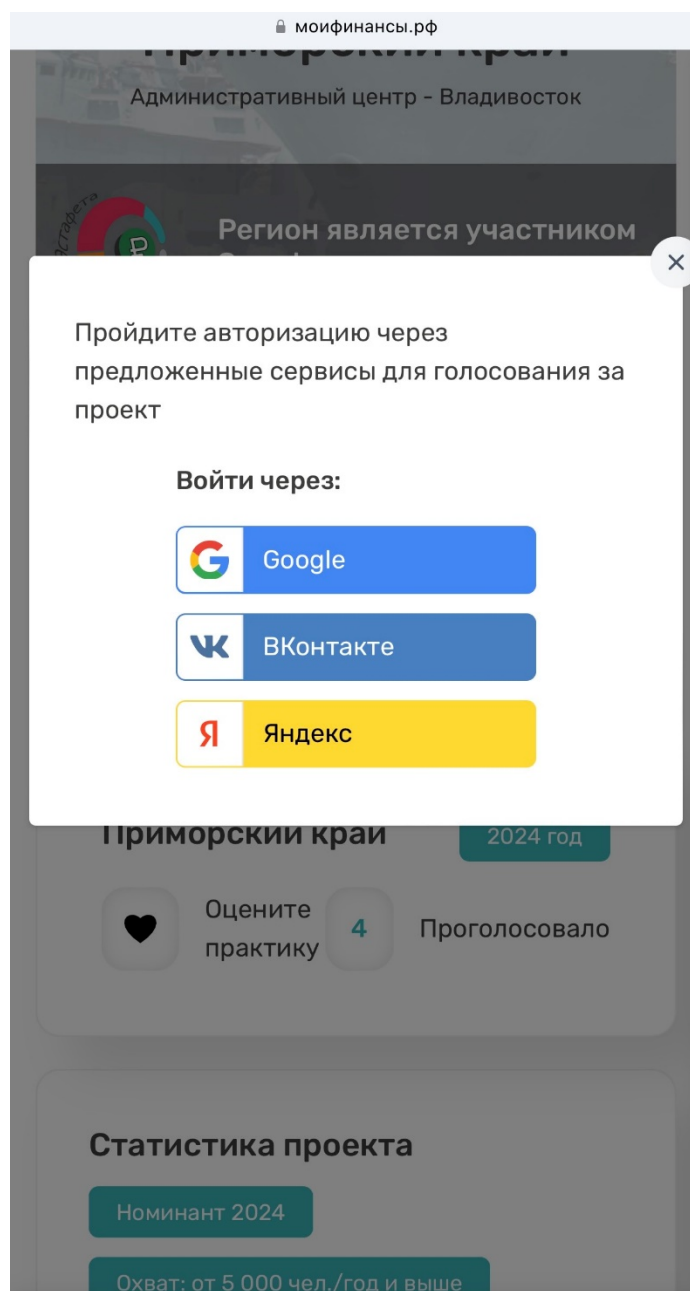 моифинансы.рф
Приморский край
Административный центр - Владивосток
эстафета
Регион является участником
Пройдите авторизацию через
предложенные сервисы для голосования за
проект
Войти через:
Google
ВКонтакте
Я
Яндекс
Приморский край
2024 год
Оцените
практику
4
Проголосовало
Статистика проекта
Номинант 2024
Охват: от 5 000 чел./год и выше